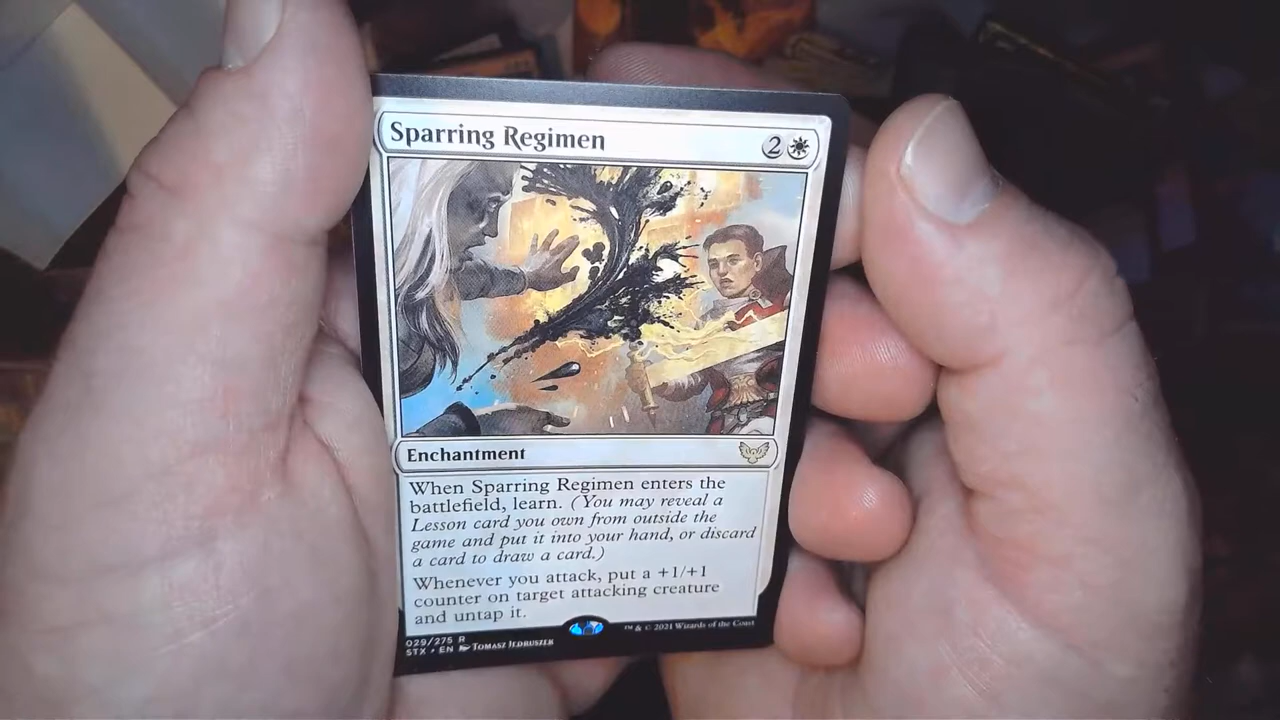 Sparring Regimen 2
Enchantment
When Sparring Regimen enters the
battlefield, learn. (You may reveal a
Lesson card you own from outside the
game and put it into your hand, or discard
a card to draw a card.)
Whenever you attack, put a +1/+1
counter on target attacking creature
and untap it.
029/275 R
™ & © 2021 Wizards of the Coast
STX • EN TOMASZ JEDRUSZEK